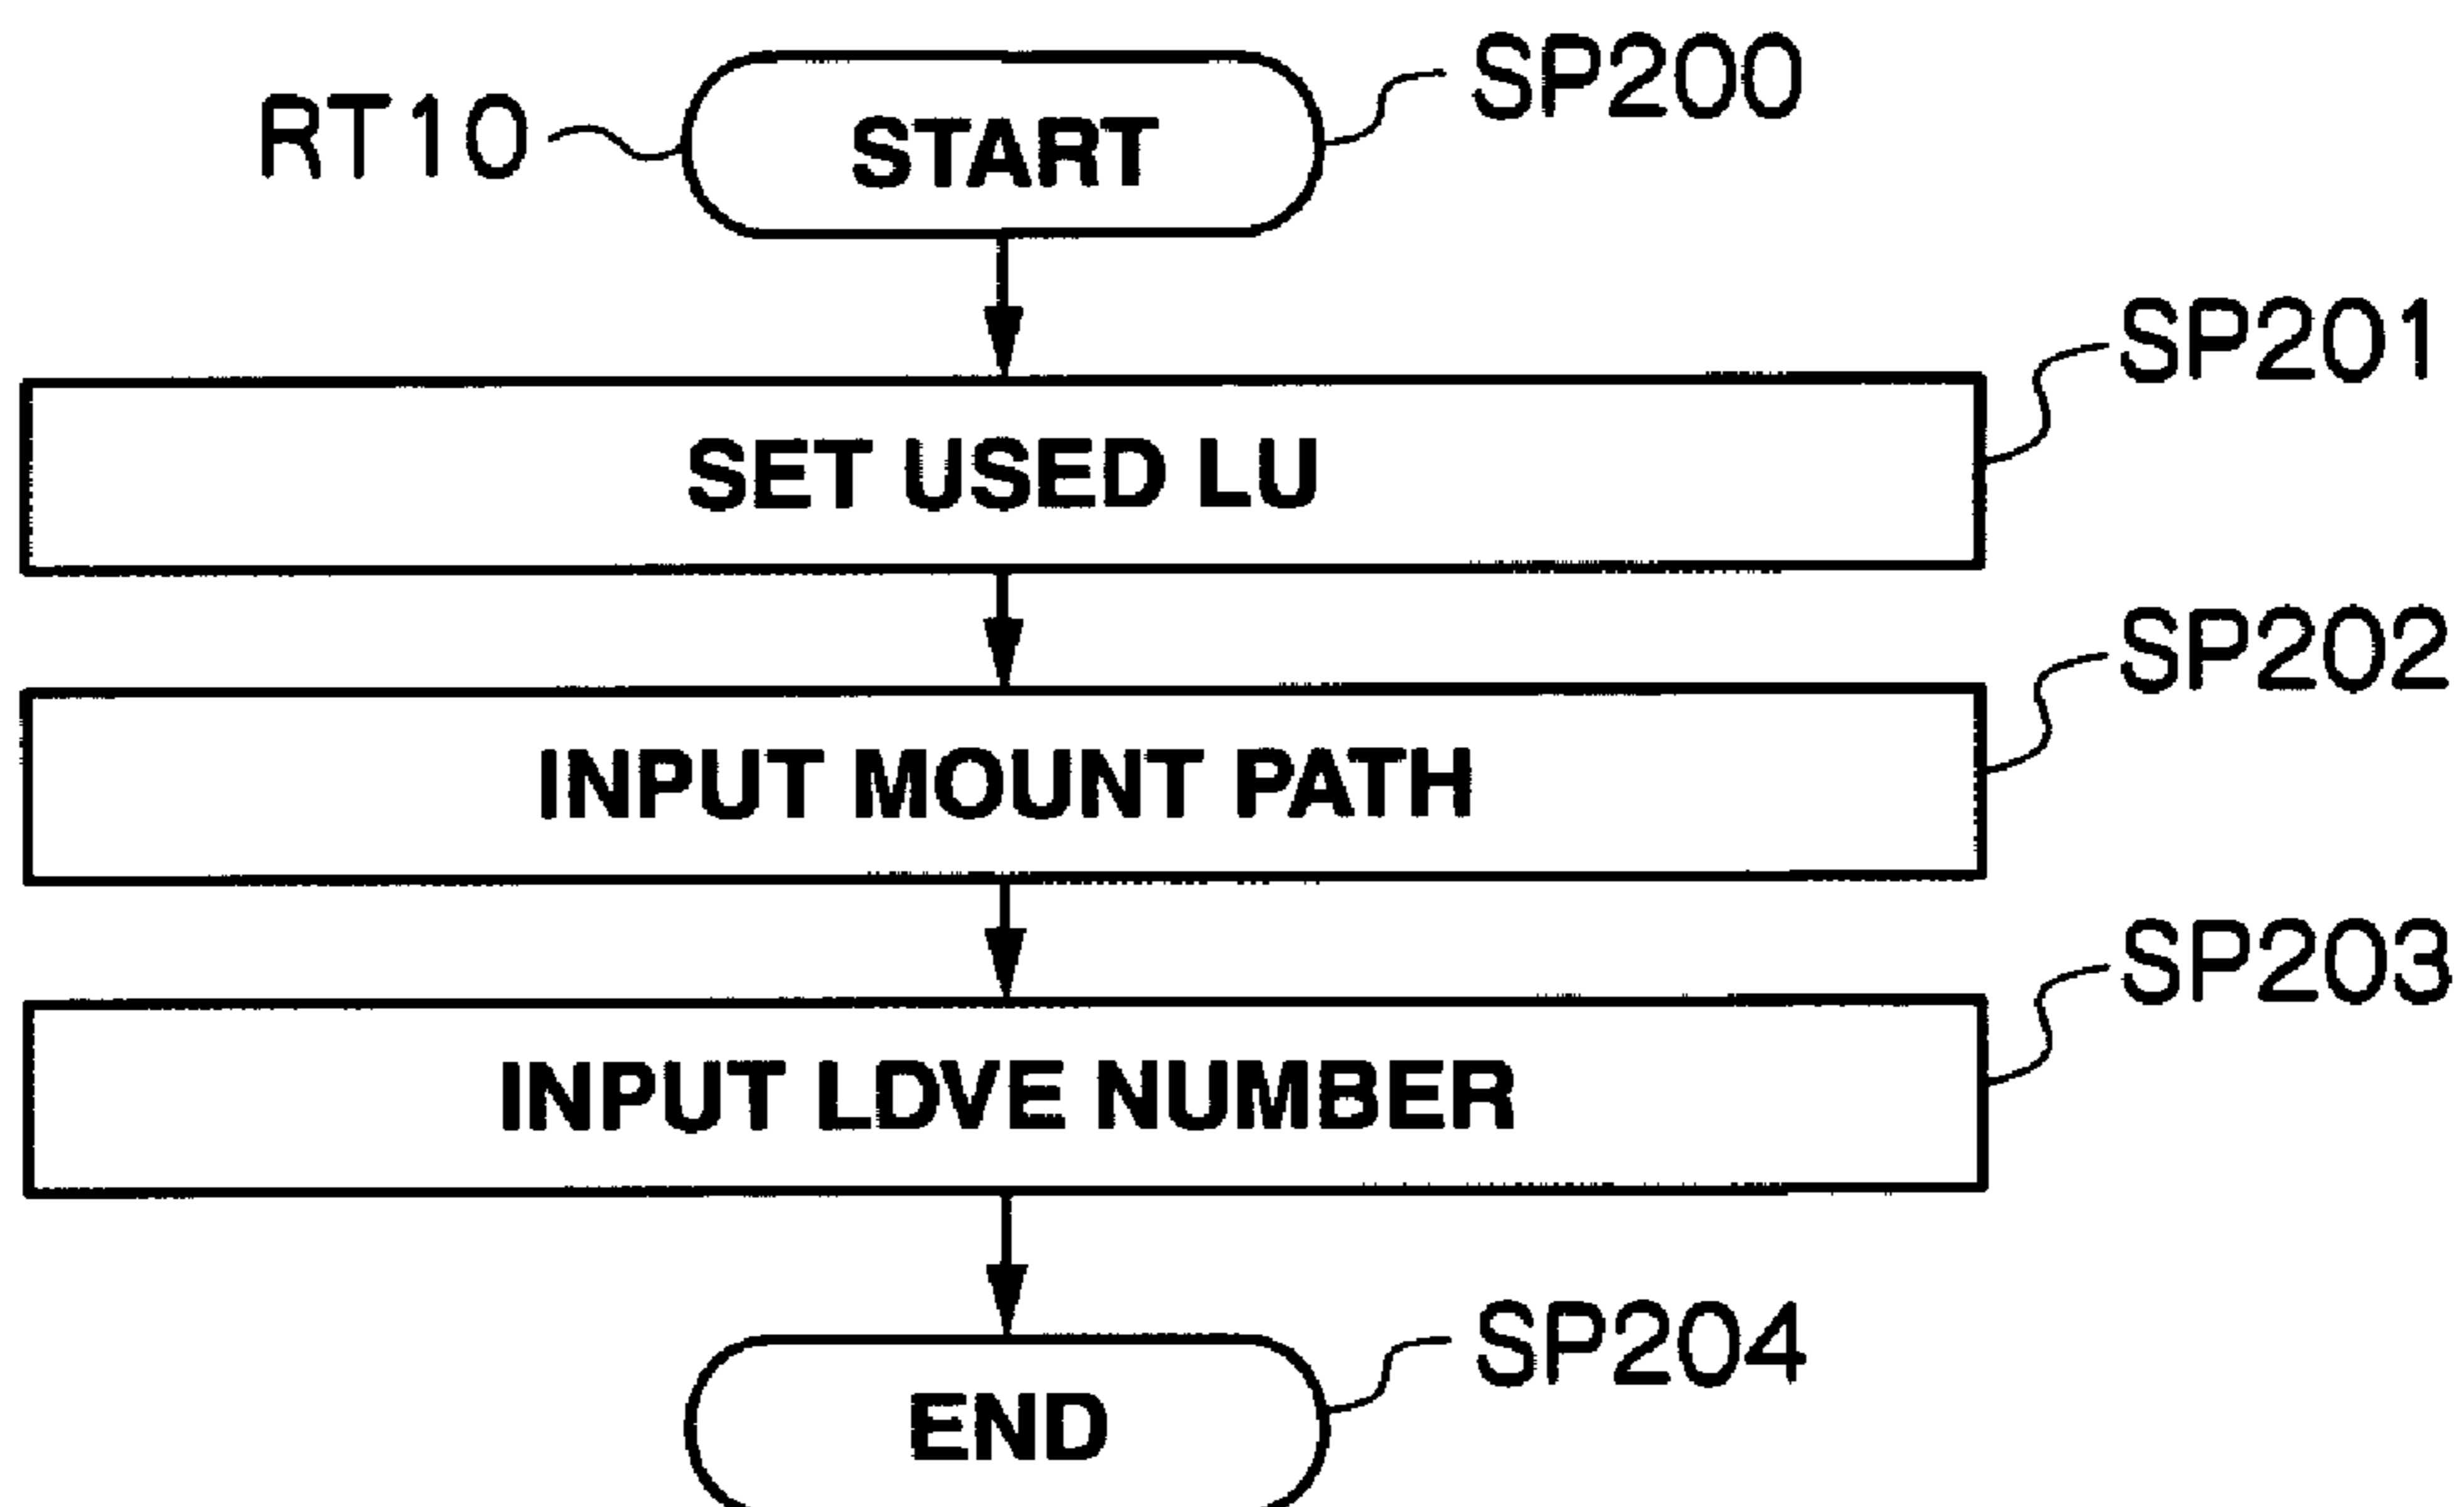 RT10
START
SP200
SET USED LU
SP201
INPUT MOUNT PATH
SP202
INPUT LDVE NUMBER
SP203
END
SP204